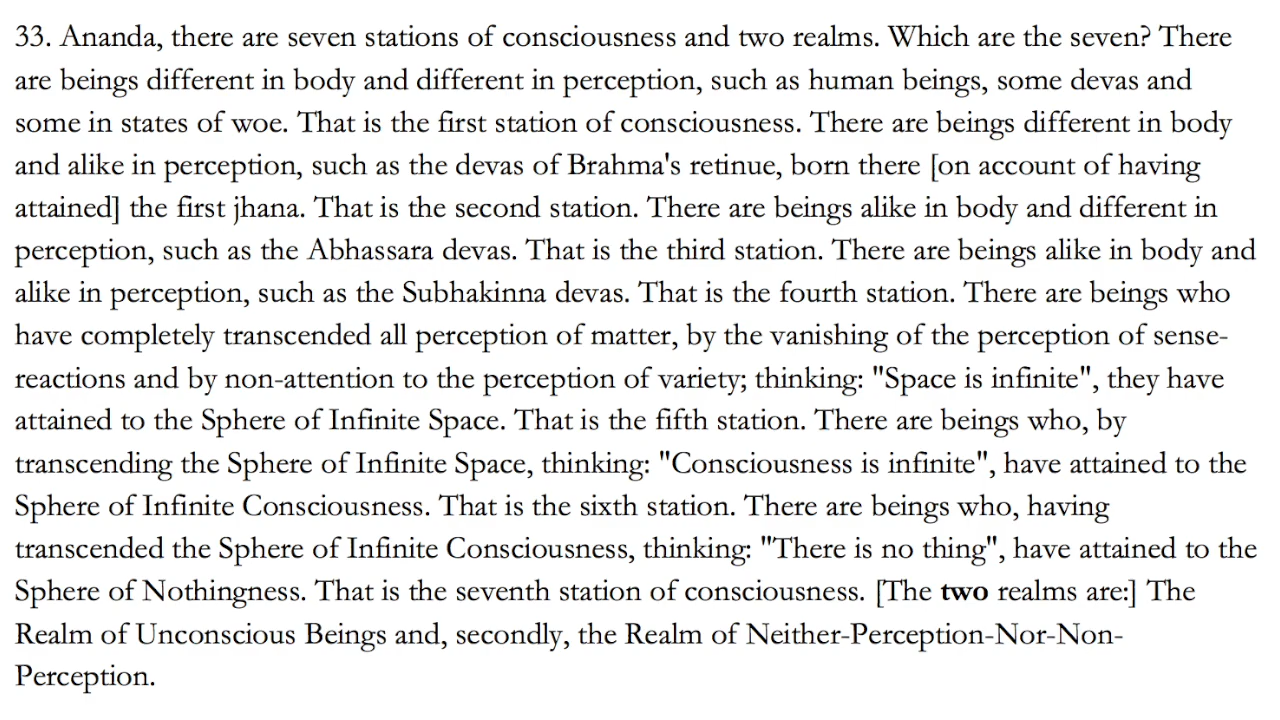 33. Ananda, there are seven stations of consciousness and two realms. Which are the seven? There
are beings different in body and different in perception, such as human beings, some devas and
some in states of woe. That is the first station of consciousness. There are beings different in body
and alike in perception, such as the devas of Brahma's retinue, born there [on account of having
attained] the first jhana. That is the second station. There are beings alike in body and different in
perception, such as the Abhassara devas. That is the third station. There are beings alike in body and
alike in perception, such as the Subhakinna devas. That is the fourth station. There are beings who
have completely transcended all perception of matter, by the vanishing of the perception of sense-
reactions and by non-attention to the perception of variety; thinking: "Space is infinite", they have
attained to the Sphere of Infinite Space. That is the fifth station. There are beings who, by
transcending the Sphere of Infinite Space, thinking: "Consciousness is infinite", have attained to the
Sphere of Infinite Consciousness. That is the sixth station. There are beings who, having
transcended the Sphere of Infinite Consciousness, thinking: "There is no thing", have attained to the
Sphere of Nothingness. That is the seventh station of consciousness. [The two realms are:] The
Realm of Unconscious Beings and, secondly, the Realm of Neither-Perception-Nor-Non-
Perception.